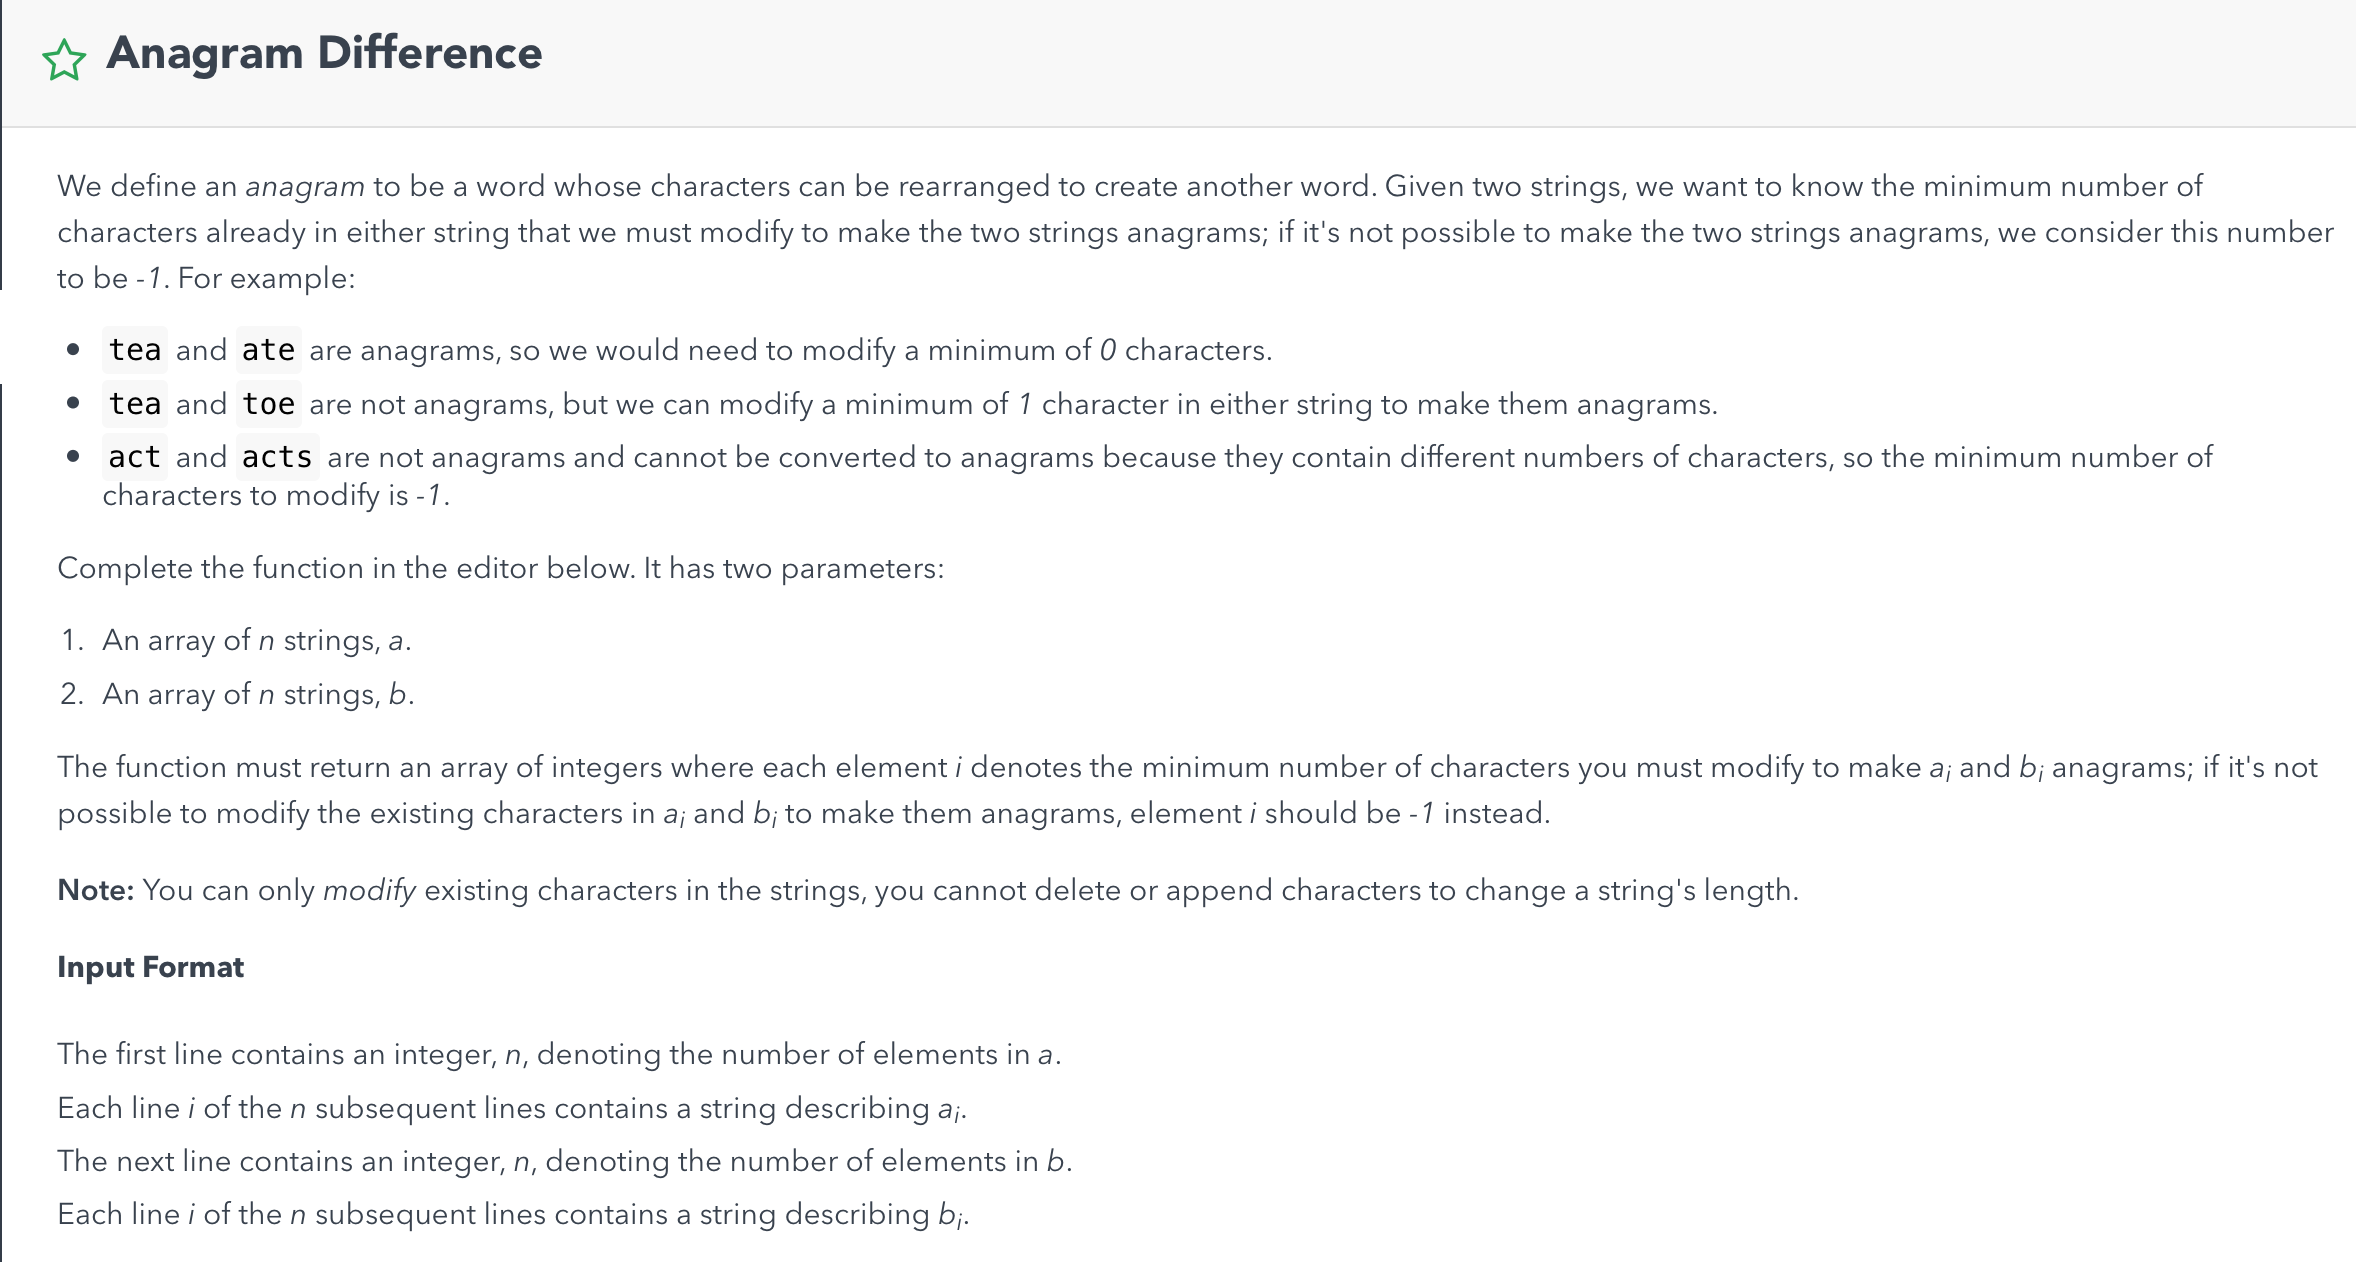 Anagram Difference
We define an anagram to be a word whose characters can be rearranged to create another word. Given two strings, we want to know the minimum number of
characters already in either string that we must modify to make the two strings anagrams; if it's not possible to make the two strings anagrams, we consider this number
to be -1. For example:
• tea and ate are anagrams, so we would need to modify a minimum of 0 characters.
• tea and toe are not anagrams, but we can modify a minimum of 1 character in either string to make them anagrams.
• act and acts are not anagrams and cannot be converted to anagrams because they contain different numbers of characters, so the minimum number of
characters to modify is -1.
Complete the function in the editor below. It has two parameters:
1. An array of n strings, a.
2. An array of n strings, b.
The function must return an array of integers where each element i denotes the minimum number of characters you must modify to make ai and bi anagrams; if it's not
possible to modify the existing characters in ai and bi to make them anagrams, element i should be -1 instead.
Note: You can only modify existing characters in the strings, you cannot delete or append characters to change a string's length.
Input Format
The first line contains an integer, n, denoting the number of elements in a.
Each line i of the n subsequent lines contains a string describing ai.
The next line contains an integer, n, denoting the number of elements in b.
Each line i of the n subsequent lines contains a string describing bi.